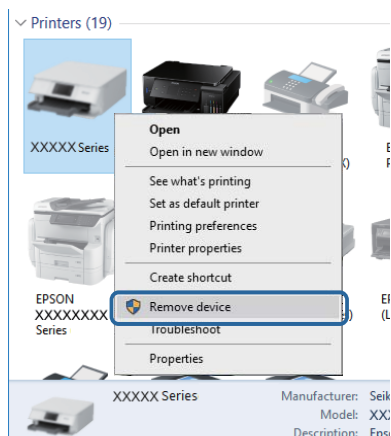 Printers (19)
XXXXX Series
Open
Open in new window
See what's printing
Set as default printer
Printing preferences
Printer properties
Create shortcut
Remove device
Troubleshoot
Properties
EPSON
XXXXXXXX
Series
XXXXX Series
Manufacturer:
Model:
Description: